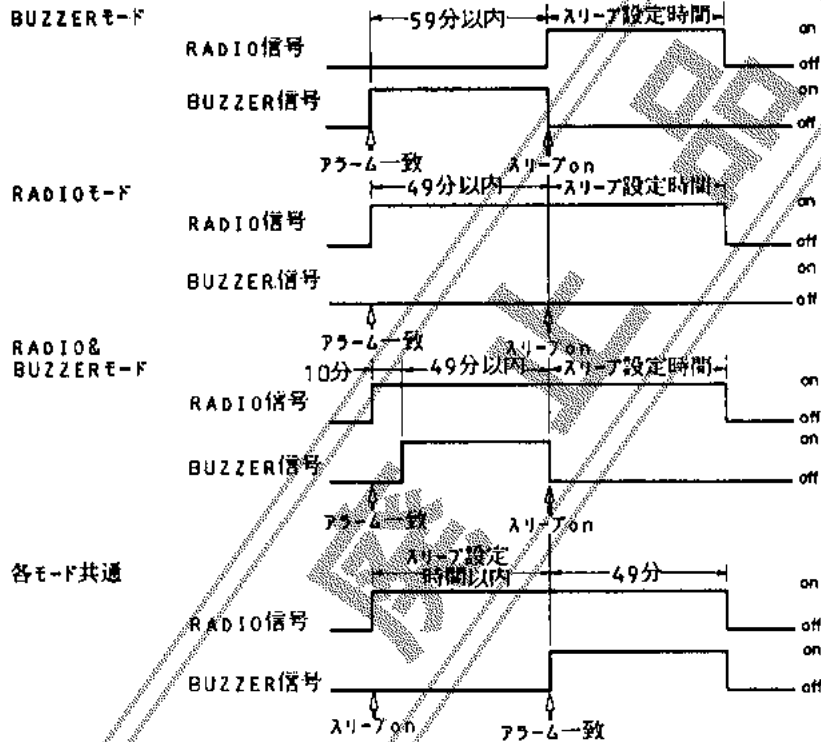 BUZZERモード
59分以内 スリープ設定時間
RADIO信号
on
off
BUZZER信号
on
off
アラーム一致 スリープon
RADIOモード
49分以内 スリープ設定時間
RADIO信号
on
off
BUZZER信号
on
off
アラーム一致 スリープon
RADIO&
BUZZERモード
10分 49分以内 スリープ設定時間
RADIO信号
on
off
BUZZER信号
on
off
アラーム一致 スリープon
各モード共通
スリープ設定
時間以内 49分
RADIO信号
on
off
BUZZER信号
on
off
スリープon アラーム一致
廃止品